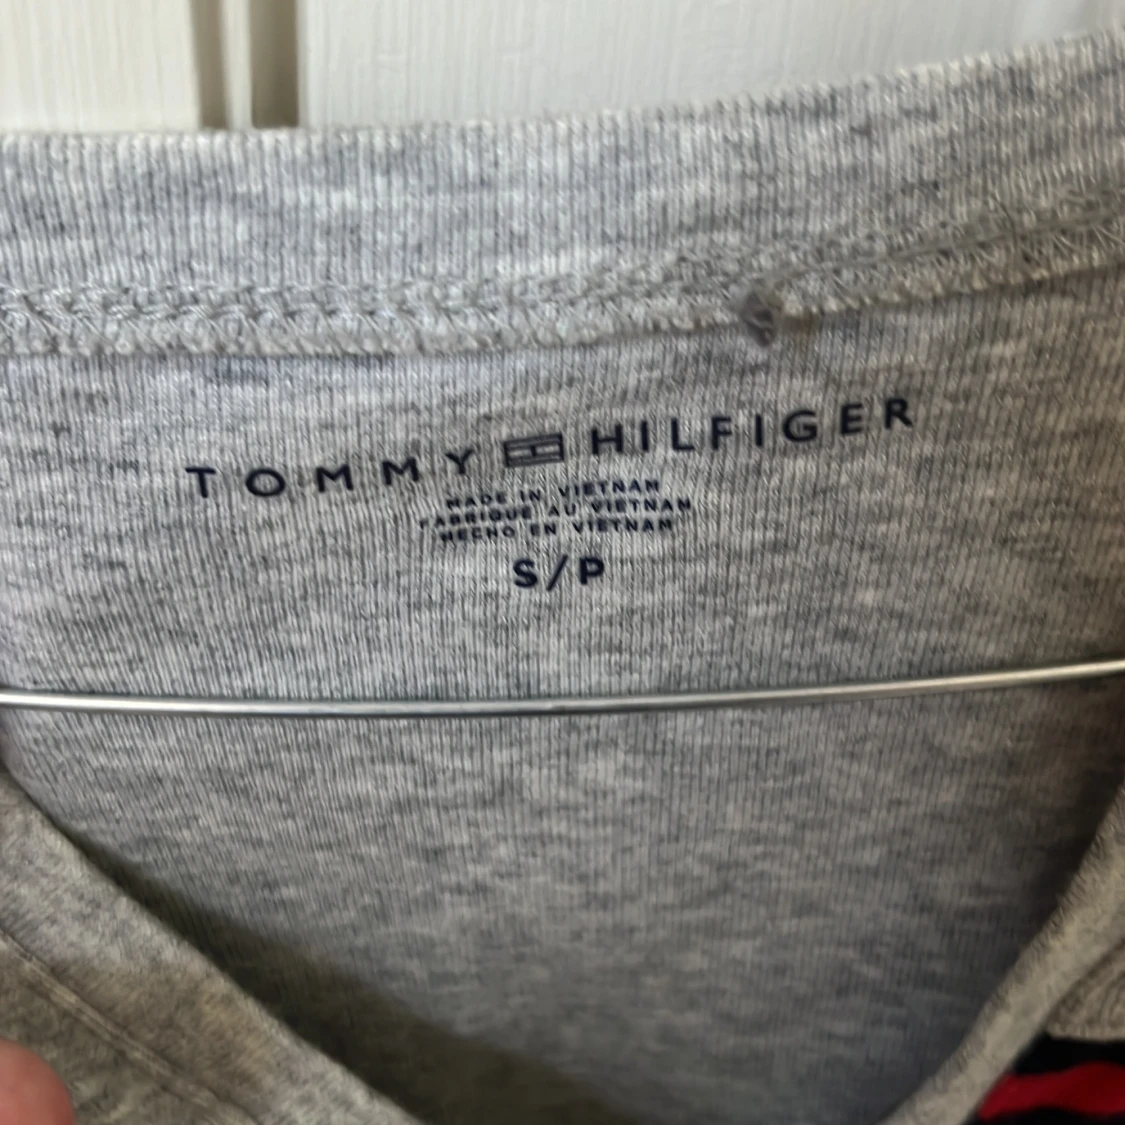 TOMMY HILFIGER
MADE IN VIETNAM
FABRIQUE AU VIETNAM
HECHO EN VIETNAM
S/P